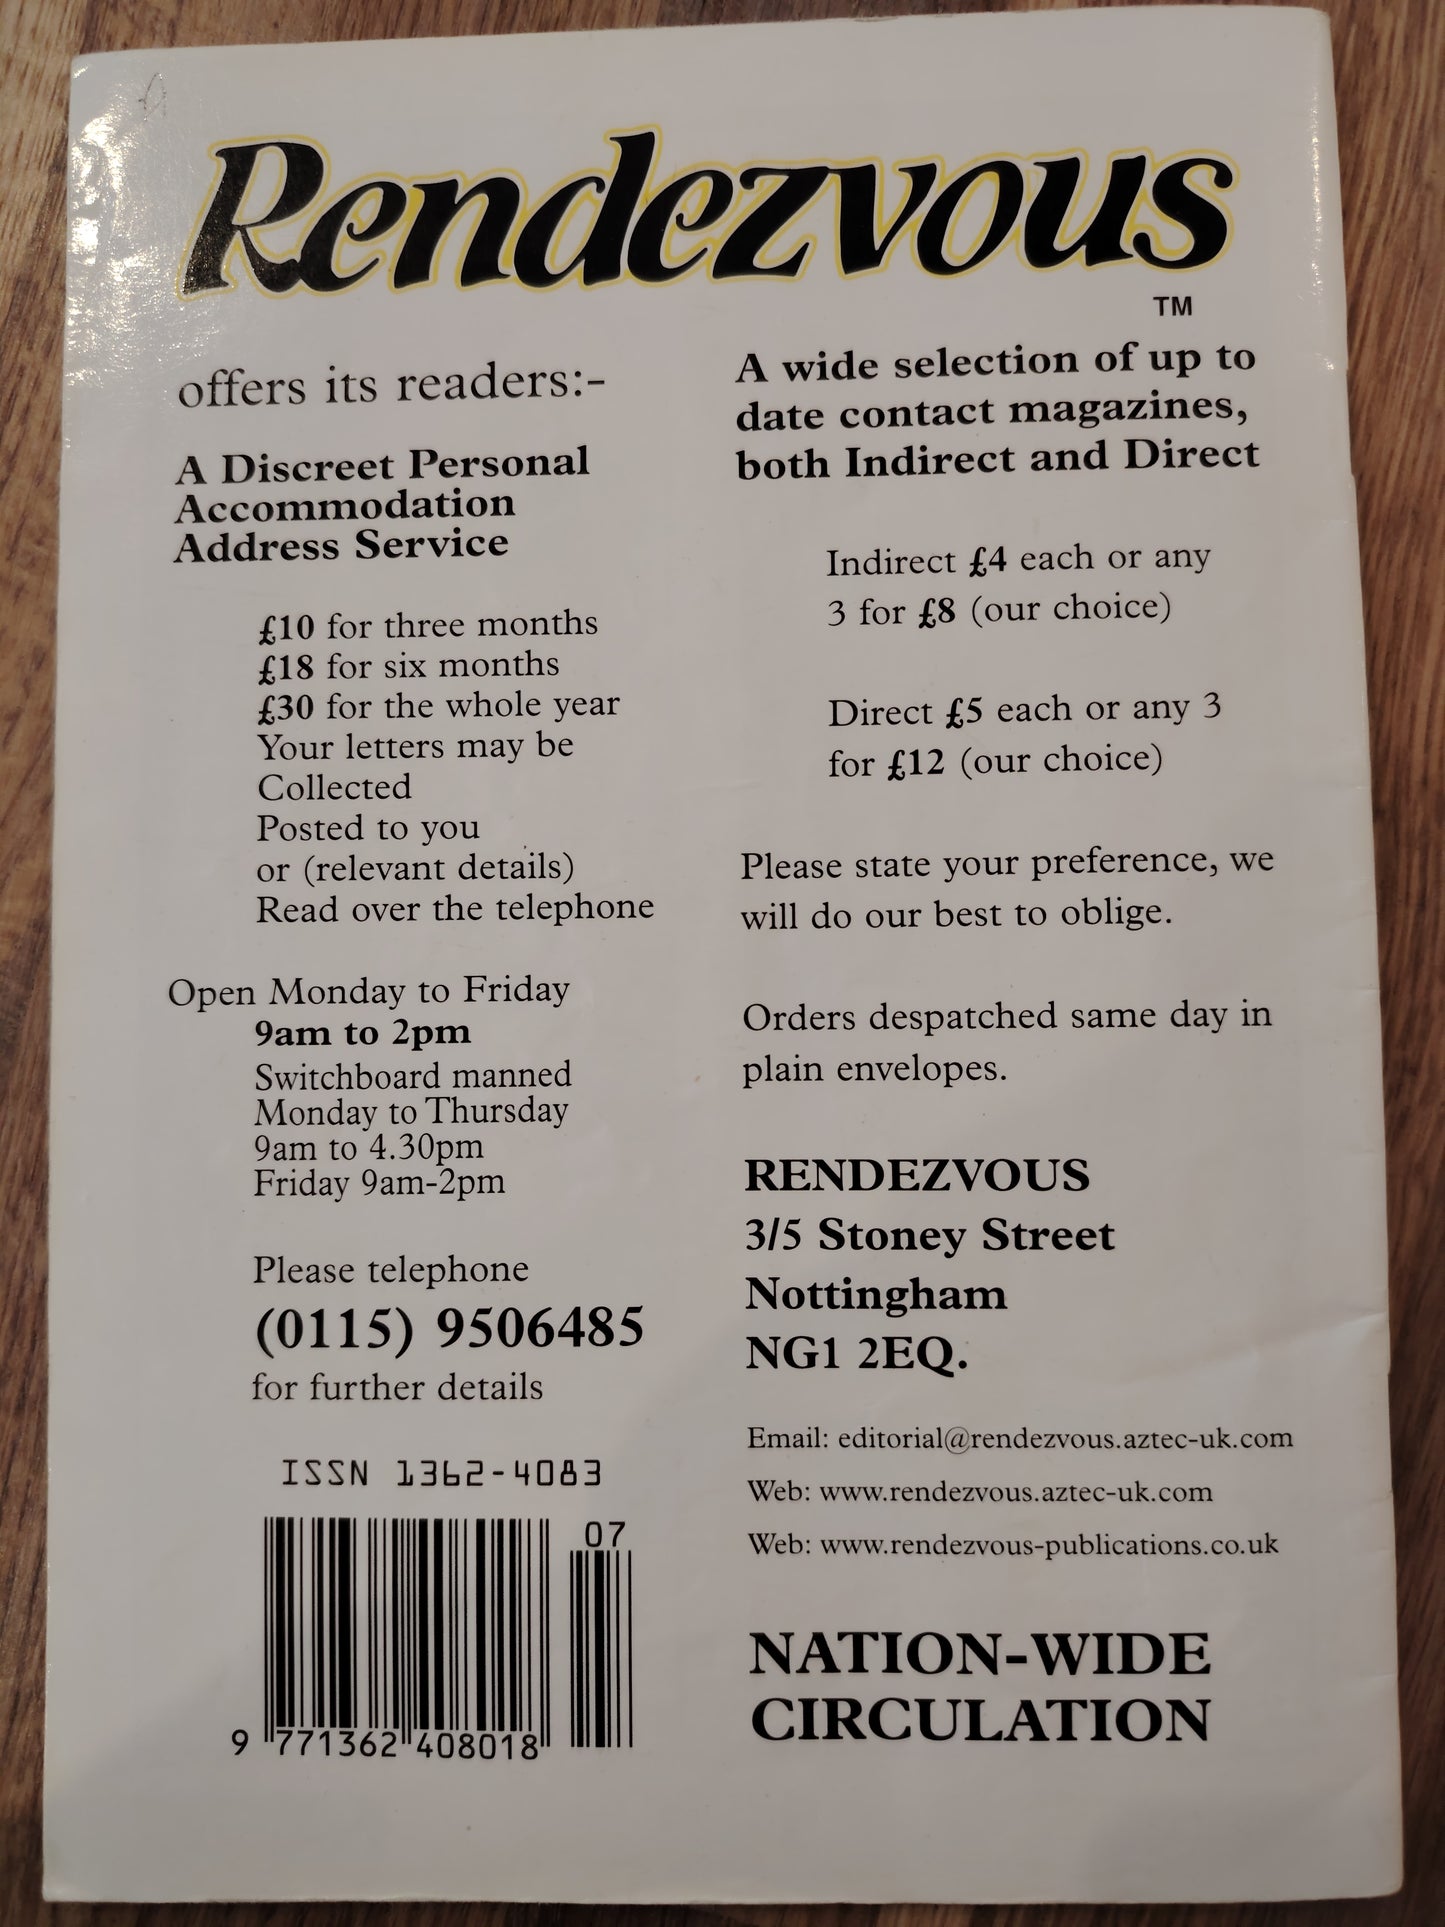 Rendezvous
TM
offers its readers:-
A Discreet Personal
Accommodation
Address Service
£10 for three months
£18 for six months
£30 for the whole year
Your letters may be
Collected
Posted to you
or (relevant details)
Read over the telephone
Open Monday to Friday
9am to 2pm
Switchboard manned
Monday to Thursday
9am to 4.30pm
Friday 9am-2pm
Please telephone
(0115) 9506485
for further details
ISSN 1362-4083
07
9 771362 408018
A wide selection of up to
date contact magazines,
both Indirect and Direct
Indirect £4 each or any
3 for £8 (our choice)
Direct £5 each or any 3
for £12 (our choice)
Please state your preference, we
will do our best to oblige.
Orders despatched same day in
plain envelopes.
RENDEZVOUS
3/5 Stoney Street
Nottingham
NG1 2EQ.
Email: editorial@rendezvous.aztec-uk.com
Web: www.rendezvous.aztec-uk.com
Web: www.rendezvous-publications.co.uk
NATION-WIDE
CIRCULATION